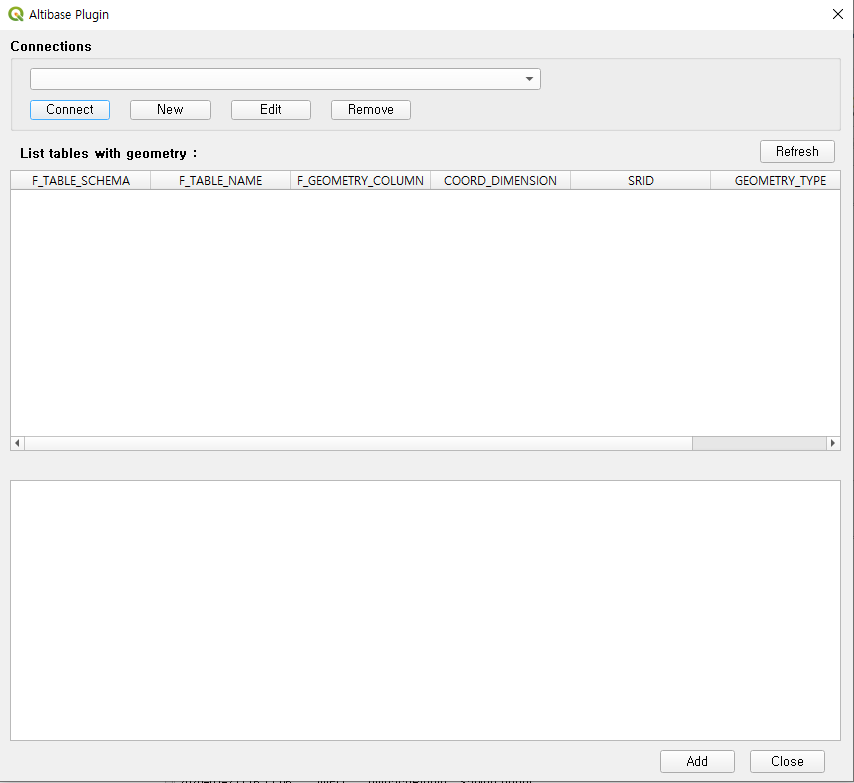 Altibase Plugin
Connections
Connect New Edit Remove
List tables with geometry :
Refresh
F_TABLE_SCHEMA F_TABLE_NAME F_GEOMETRY_COLUMN COORD_DIMENSION SRID GEOMETRY_TYPE
Add Close